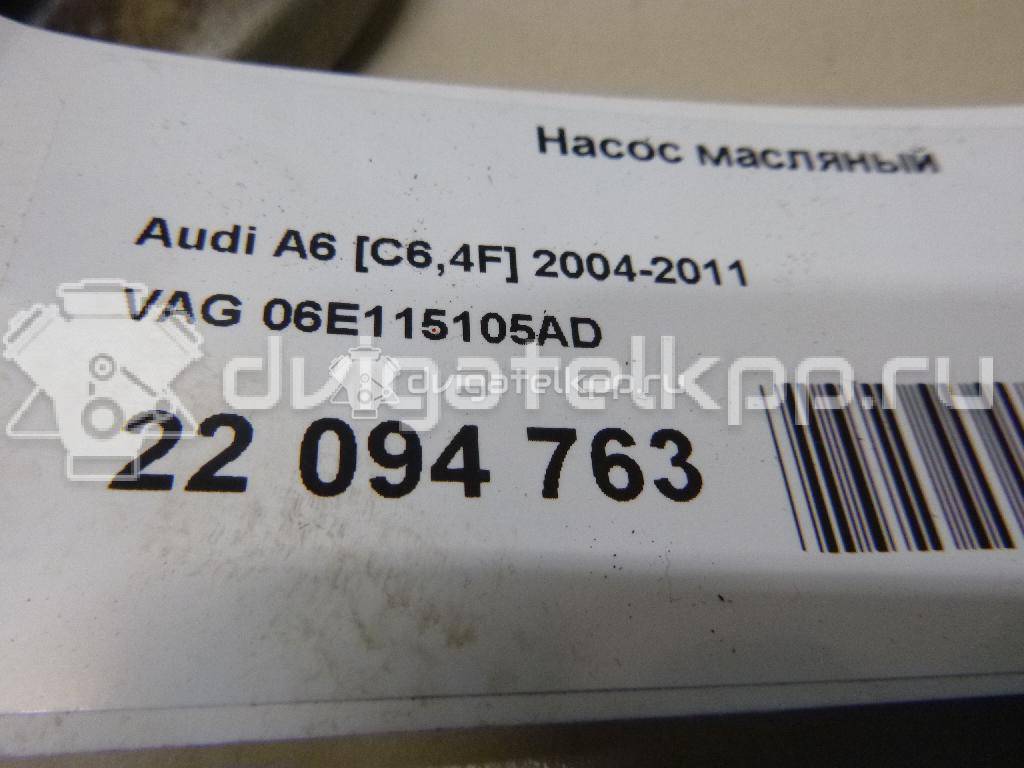 Насос масляный
Audi A6 [C6,4F] 2004-2011
VAG 06E115105AD
dvigatelkpp.ru
dvigatelkpp.ru
22 094 763